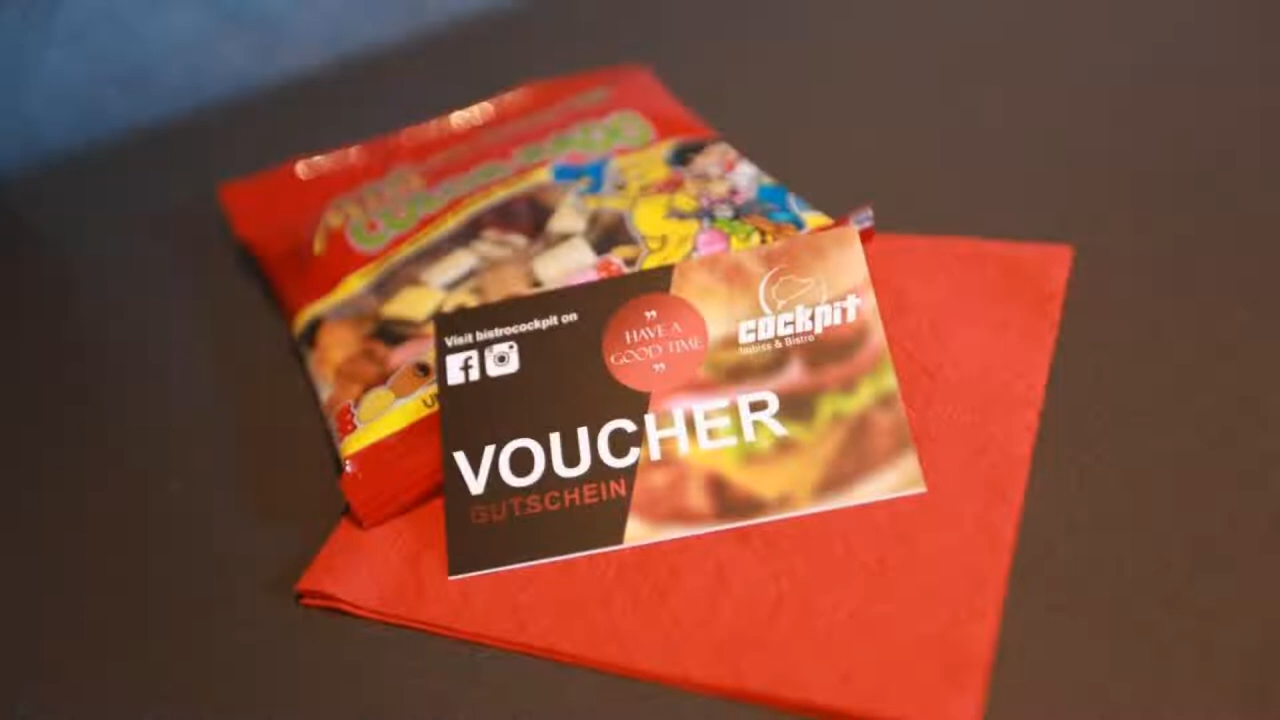 Visit bistrocockpit on
”
HAVE A
GOOD TIME
”
cockpit
Imbiss & Bistro
VOUCHER
GUTSCHEIN